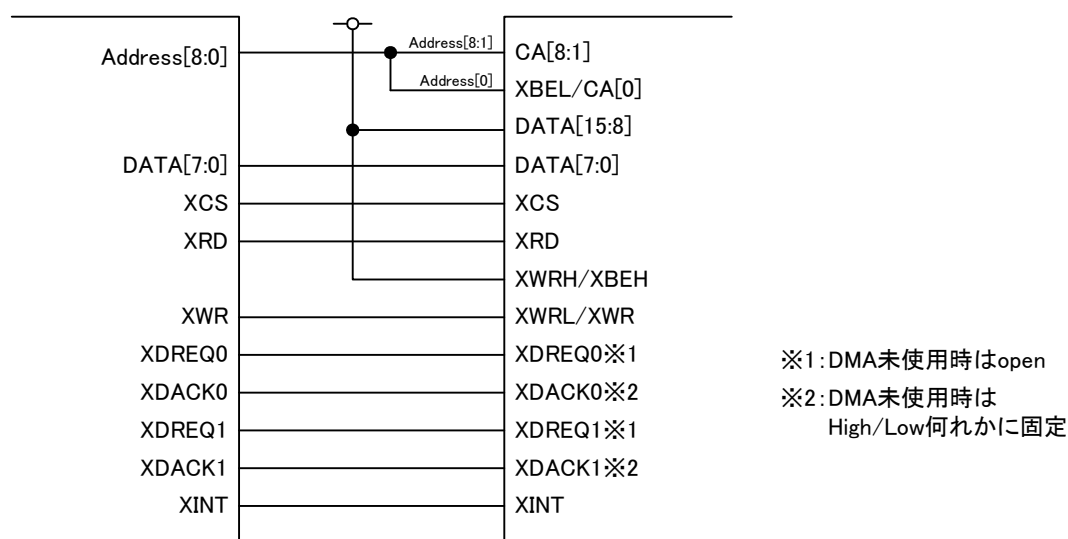 Address[8:0]
Address[8:1]
CA[8:1]
Address[0]
XBEL/CA[0]
DATA[15:8]
DATA[7:0]
DATA[7:0]
XCS
XCS
XRD
XRD
XWRH/XBEH
XWR
XWRL/XWR
XDREQ0
XDREQ0※1
XDACK0
XDACK0※2
XDREQ1
XDREQ1※1
XDACK1
XDACK1※2
XINT
XINT
※1:DMA未使用時はopen
※2:DMA未使用時は
High/Low何れかに固定